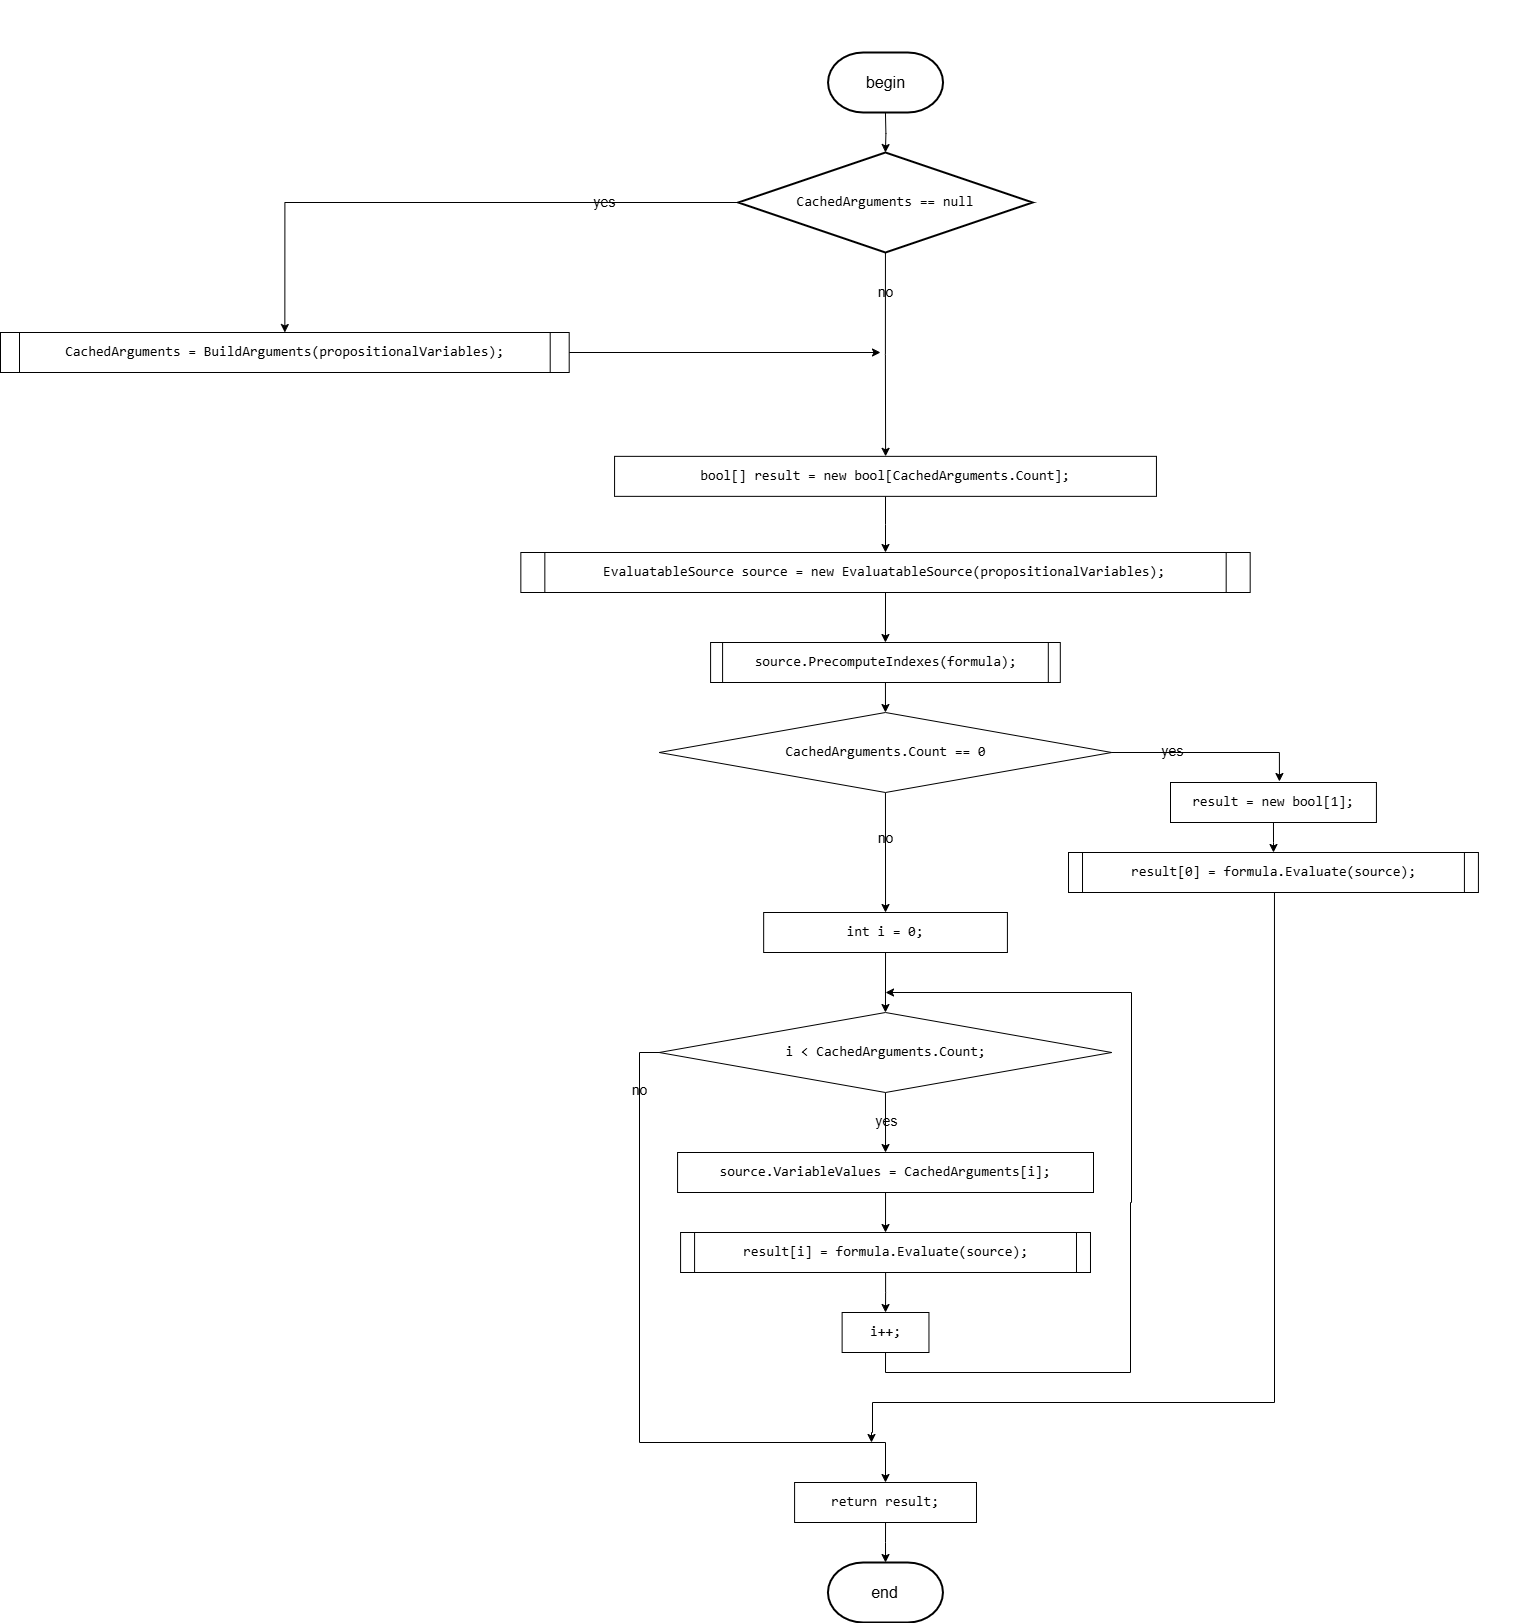 begin
CachedArguments == null
yes
no
CachedArguments = BuildArguments(propositionalVariables);
bool[] result = new bool[CachedArguments.Count];
EvaluatableSource source = new EvaluatableSource(propositionalVariables);
source.PrecomputeIndexes(formula);
CachedArguments.Count == 0
yes
result = new bool[1];
no
result[0] = formula.Evaluate(source);
int i = 0;
i < CachedArguments.Count;
no
yes
source.VariableValues = CachedArguments[i];
result[i] = formula.Evaluate(source);
i++;
return result;
end